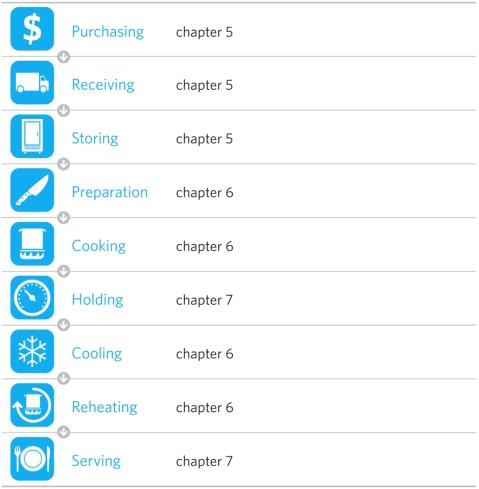 $ Purchasing chapter 5
Receiving chapter 5
Storing chapter 5
Preparation chapter 6
Cooking chapter 6
Holding chapter 7
Cooling chapter 6
Reheating chapter 6
Serving chapter 7